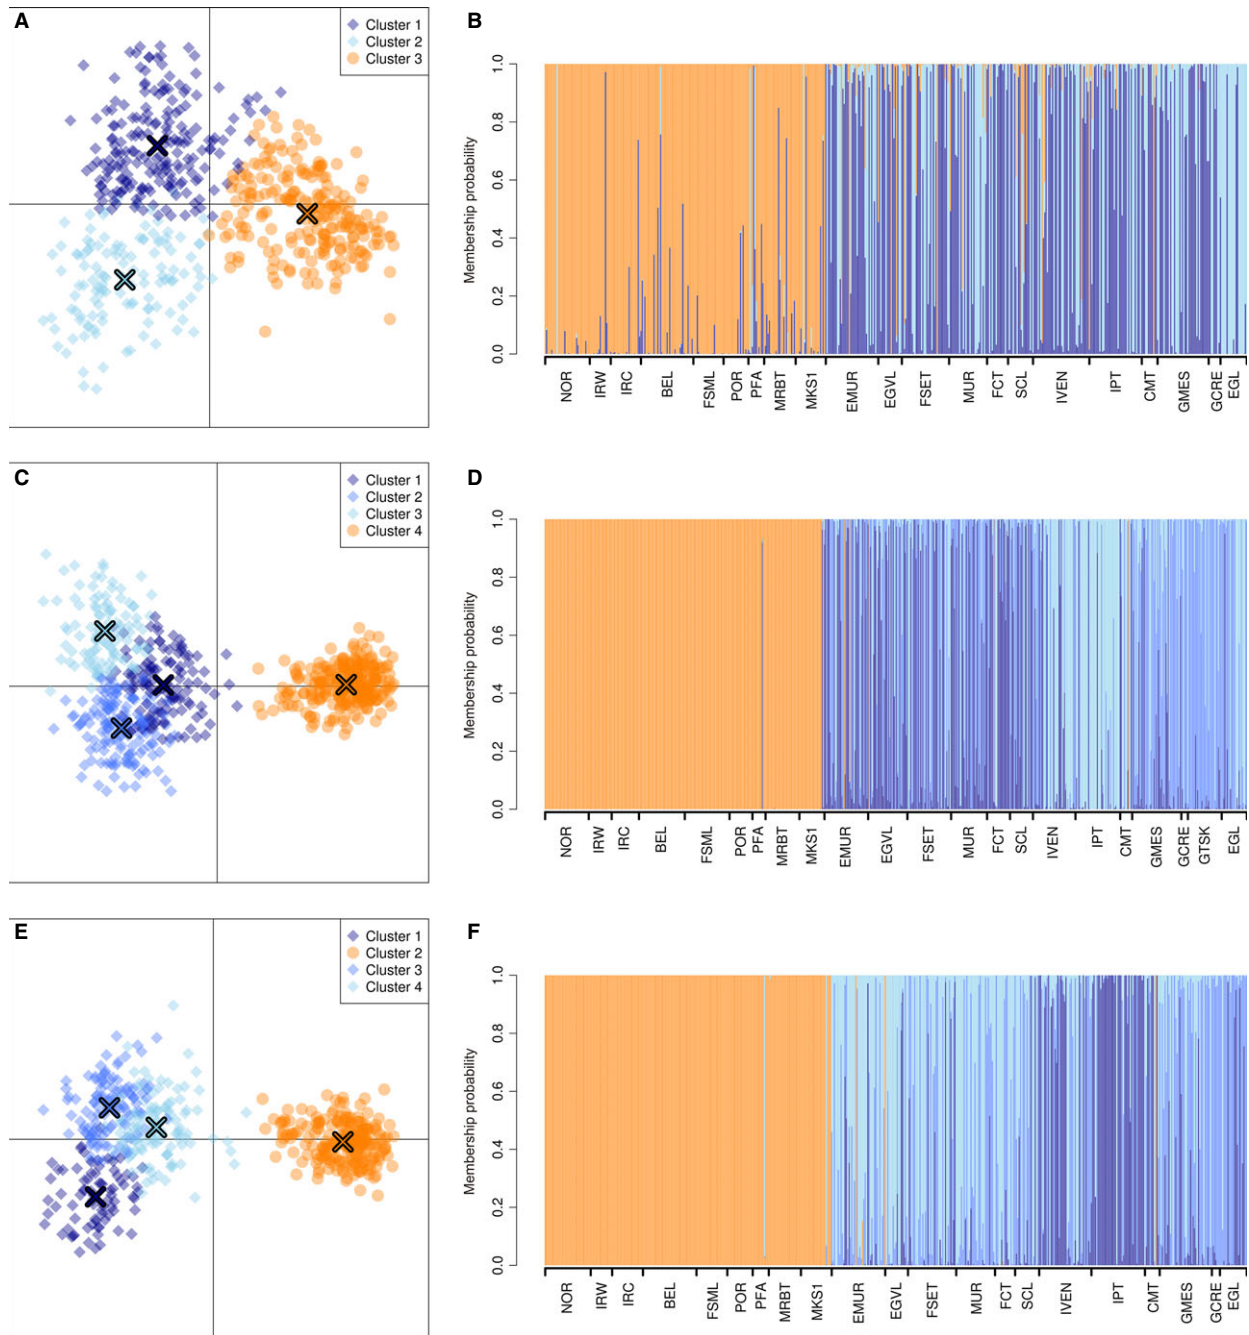 A
Cluster 1
Cluster 2
Cluster 3
B
Membership probability
0.0 0.2 0.4 0.6 0.8 1.0
NOR IRW IRC BEL FSML POR PFA MRBT MKS1 EMUR EGVL FSET MUR FCT SCL IVEN IPT CMT GMES GCRE EGL
C
Cluster 1
Cluster 2
Cluster 3
Cluster 4
D
Membership probability
0.0 0.2 0.4 0.6 0.8 1.0
NOR IRW IRC BEL FSML POR PFA MRBT MKS1 EMUR EGVL FSET MUR FCT SCL IVEN IPT CMT GMES GCRE GTSK EGL
E
Cluster 1
Cluster 2
Cluster 3
Cluster 4
F
Membership probability
0.0 0.2 0.4 0.6 0.8 1.0
NOR IRW IRC BEL FSML POR PFA MRBT MKS1 EMUR EGVL FSET MUR FCT SCL IVEN IPT CMT GMES GCRE EGL